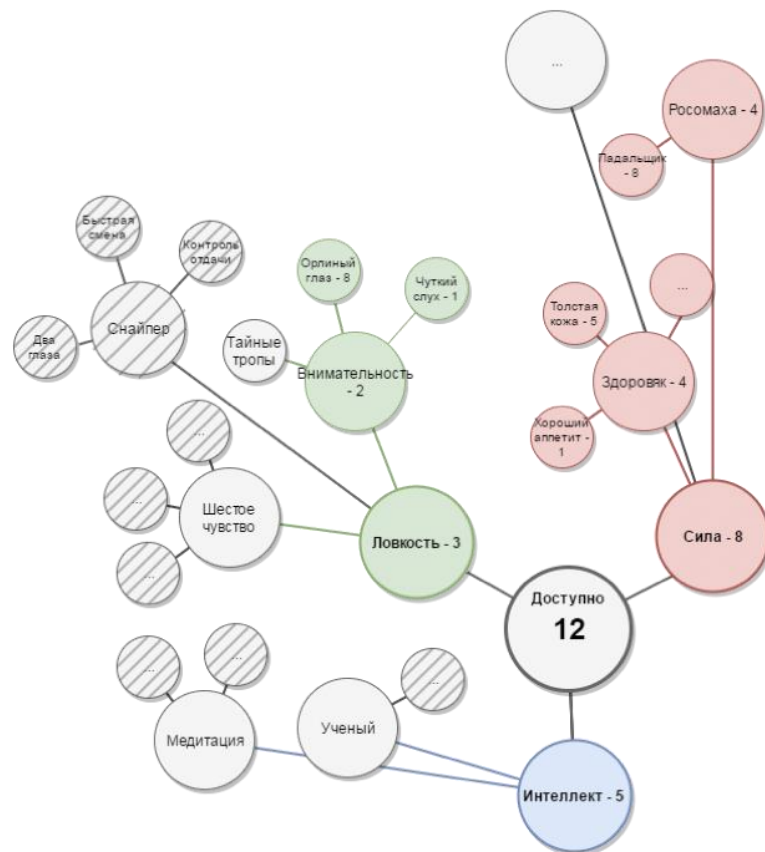 ...
Росомаха - 4
Падальщик
- 8
Быстрая
смена
Контроль
отдачи
Орлиный
глаз - 8
Чуткий
слух - 1
...
Толстая
кожа - 5
Два
глаза
Снайпер
Тайные
тропы
Внимательность
- 2
Здоровяк - 4
Хороший
аппетит -
1
...
...
Шестое
чувство
...
Ловкость - 3
Сила - 8
Доступно
12
...
...
...
Ученый
Медитация
Интеллект - 5